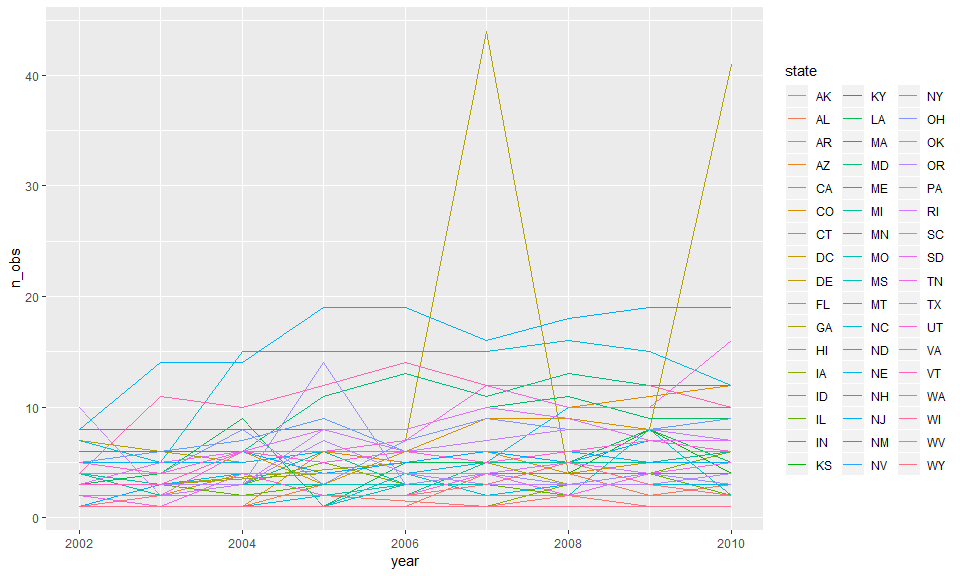 n_obs
40
30
20
10
0
2002 2004 2006 2008 2010
year
state
AK KY NY
AL LA OH
AR MA OK
AZ MD OR
CA ME PA
CO MI RI
CT MN SC
DC MO SD
DE MS TN
FL MT TX
GA NC UT
HI ND VA
IA NE VT
ID NH WA
IL NJ WI
IN NM WV
KS NV WY